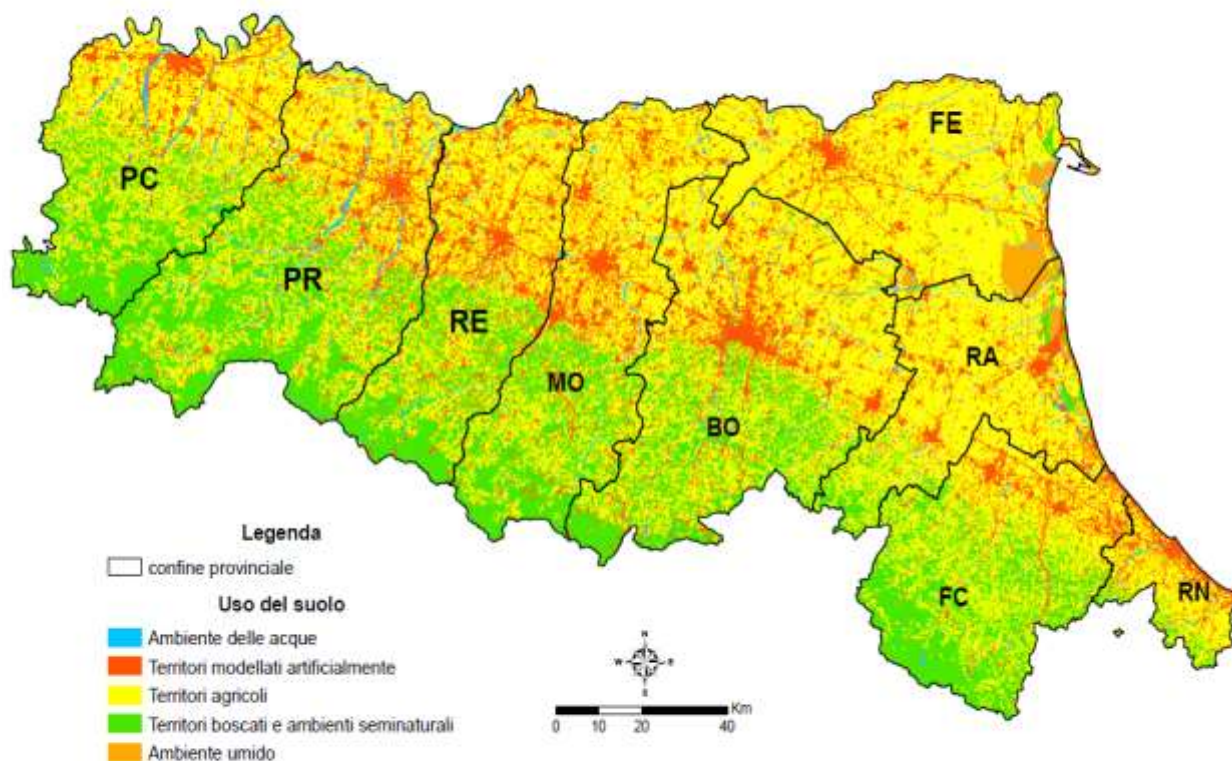 FE
PC
PR
RE
RA
MO
BO
FC
RN
Legenda
confine provinciale
Uso del suolo
Ambiente delle acque
Territori modellati artificialmente
Territori agricoli
Territori boscati e ambienti seminaturali
Ambiente umido
N
W E
S
Km
0 10 20 40